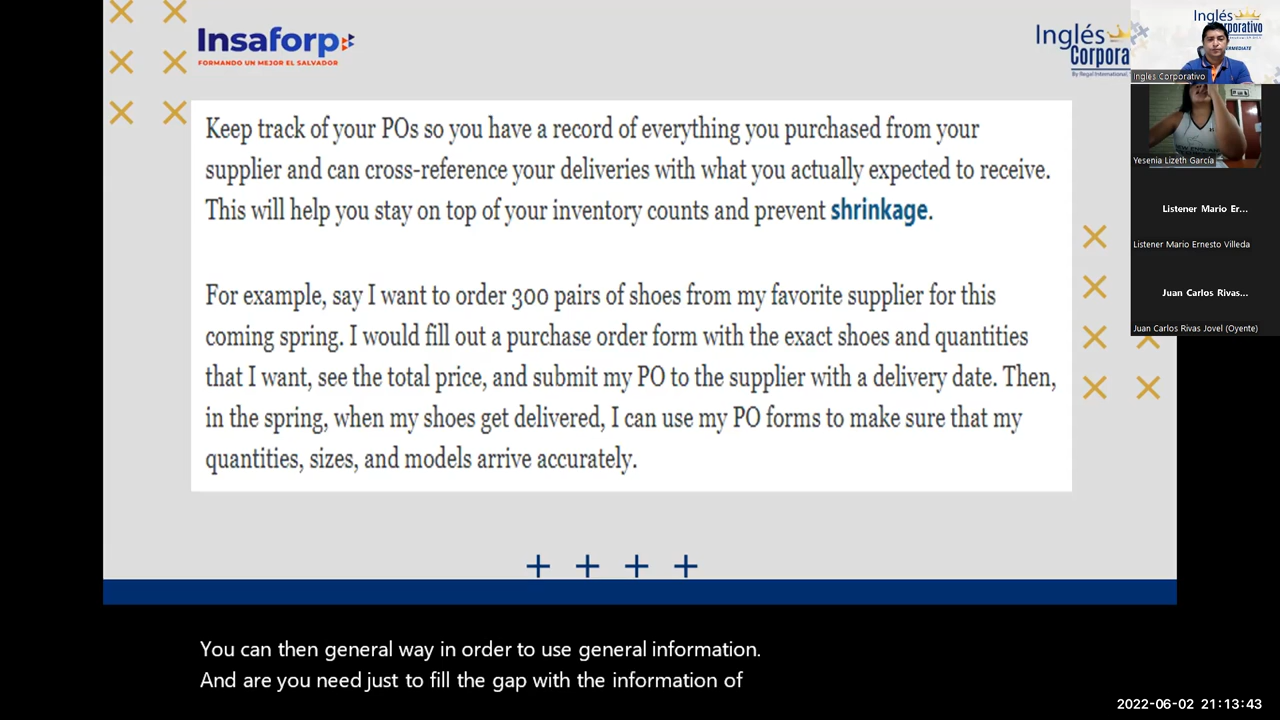 Insaforp
FORMANDO UN MEJOR EL SALVADOR
Inglés
Corpora
By Regal International,
Keep track of your POs so you have a record of everything you purchased from your
supplier and can cross-reference your deliveries with what you actually expected to receive.
This will help you stay on top of your inventory counts and prevent shrinkage.
For example, say I want to order 300 pairs of shoes from my favorite supplier for this
coming spring. I would fill out a purchase order form with the exact shoes and quantities
that I want, see the total price, and submit my PO to the supplier with a delivery date. Then,
in the spring, when my shoes get delivered, I can use my PO forms to make sure that my
quantities, sizes, and models arrive accurately.
Inglés
orporativo
ERMEDIATE
Ingles Corporativo
Yesenia Lizeth García
Listener Mario Er...
Listener Mario Ernesto Villeda
Juan Carlos Rivas...
Juan Carlos Rivas Jovel (Oyente)
You can then general way in order to use general information.
And are you need just to fill the gap with the information of
2022-06-02 21:13:43